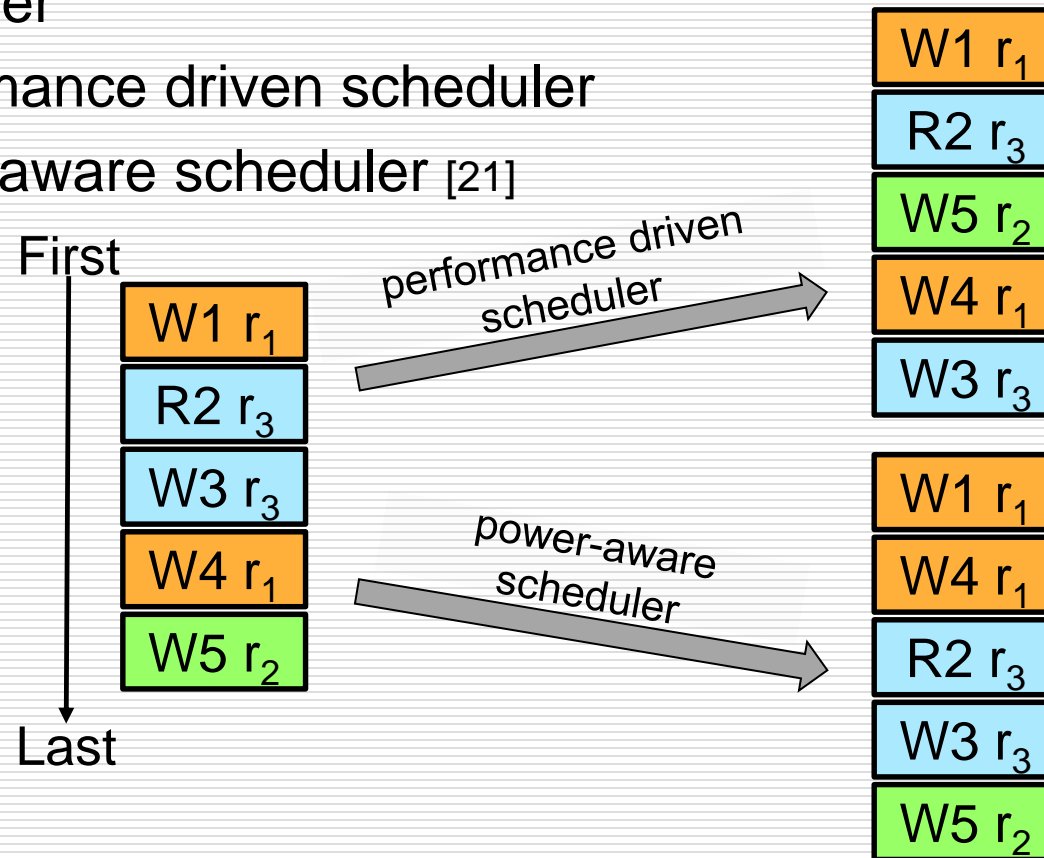 er
mance driven scheduler
aware scheduler [21]
First
W1 r₁
R2 r₃
W3 r₃
W4 r₁
W5 r₂
Last
performance driven
scheduler
power-aware
scheduler
W1 r₁
R2 r₃
W5 r₂
W4 r₁
W3 r₃
W1 r₁
W4 r₁
R2 r₃
W3 r₃
W5 r₂